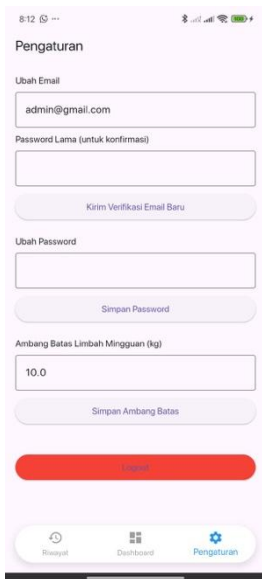 8:12
Pengaturan
Ubah Email
admin@gmail.com
Password Lama (untuk konfirmasi)
Kirim Verifikasi Email Baru
Ubah Password
Simpan Password
Ambang Batas Limbah Mingguan (kg)
10.0
Simpan Ambang Batas
Logout
Riwayat Dashboard Pengaturan